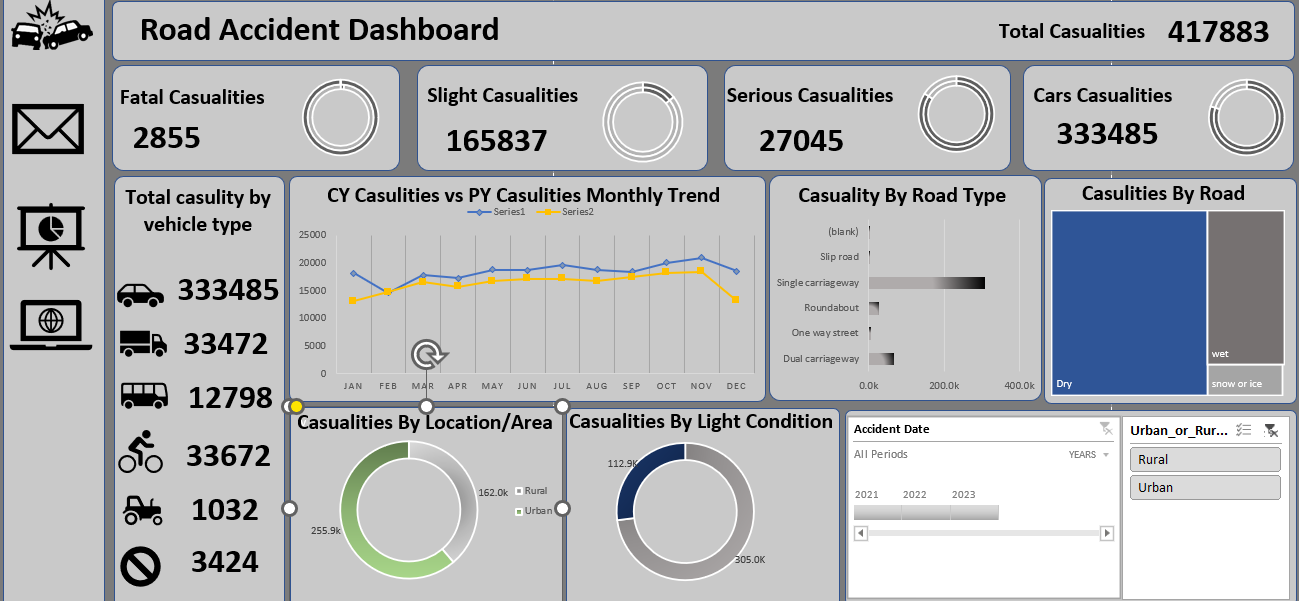 Road Accident Dashboard
Total Casualities 417883
Fatal Casualities
2855
Slight Casualities
165837
Serious Casualities
27045
Cars Casualities
333485
Total casulity by
vehicle type
333485
33472
12798
33672
1032
3424
CY Casulities vs PY Casulities Monthly Trend
Series1 Series2
25000
20000
15000
10000
5000
0
JAN FEB MAR APR MAY JUN JUL AUG SEP OCT NOV DEC
Casuality By Road Type
(blank)
Slip road
Single carriageway
Roundabout
One way street
Dual carriageway
0.0k 200.0k 400.0k
Casulities By Road
Dry
wet
snow or ice
Casualities By Location/Area
162.0k
255.9k
Rural
Urban
Casualities By Light Condition
112.9K
305.0K
Accident Date
All Periods YEARS
2021 2022 2023
Urban_or_Rur...
Rural
Urban